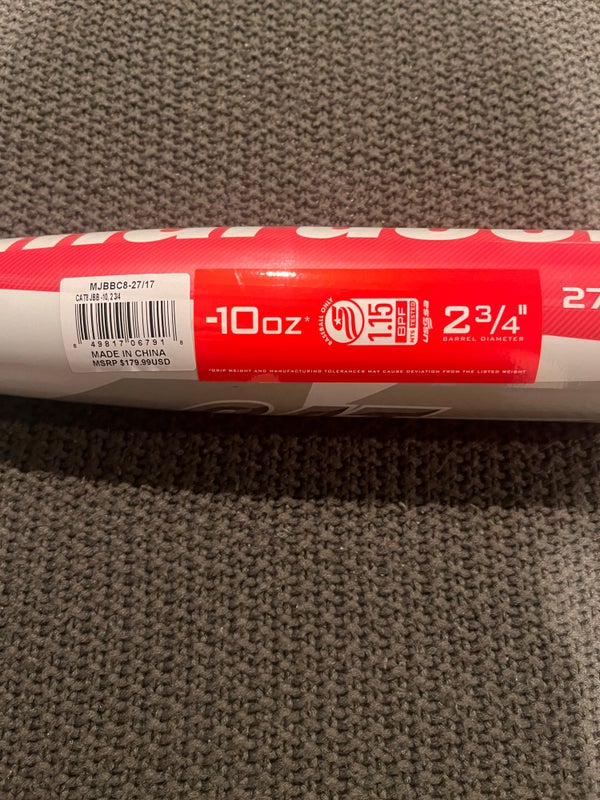 MJBBC8-27/17
CAT8 JBB -10, 2 3/4
8 49817 06791 8
MADE IN CHINA
MSRP $179.99USD
-10oz*
BASEBALL ONLY
1.15
BPF
NTS TESTED
USSSA
2 3/4"
BARREL DIAMETER
27
*GRIP WEIGHT AND MANUFACTURING TOLERANCES MAY CAUSE DEVIATION FROM THE LISTED WEIGHT